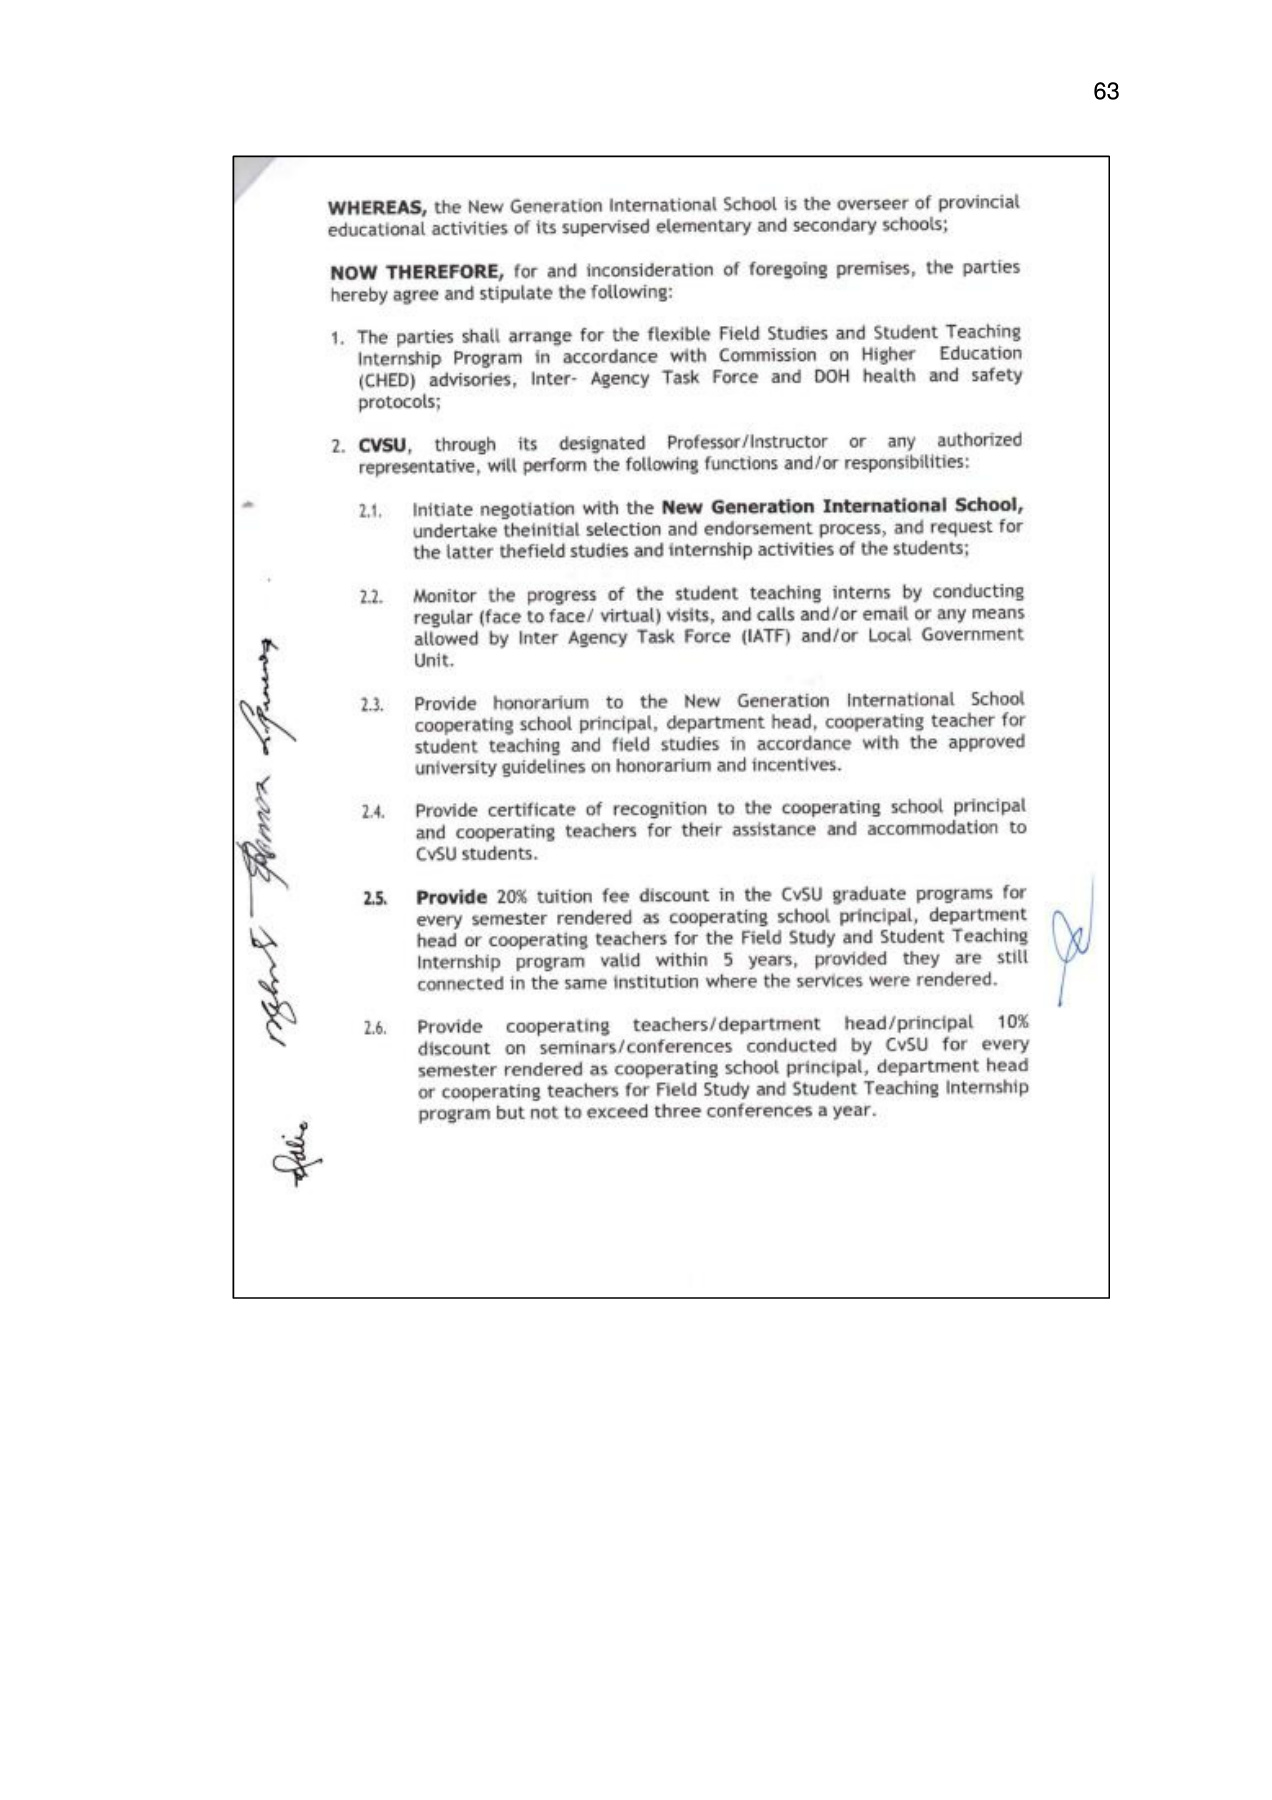 63
WHEREAS, the New Generation International School is the overseer of provincial
educational activities of its supervised elementary and secondary schools;
NOW THEREFORE, for and inconsideration of foregoing premises, the parties
hereby agree and stipulate the following:
1. The parties shall arrange for the flexible Field Studies and Student Teaching
Internship Program in accordance with Commission on Higher Education
(CHED) advisories, Inter- Agency Task Force and DOH health and safety
protocols;
2. CVSU, through its designated Professor/Instructor or any authorized
representative, will perform the following functions and/or responsibilities:
2.1. Initiate negotiation with the New Generation International School,
undertake theinitial selection and endorsement process, and request for
the latter thefield studies and internship activities of the students;
2.2. Monitor the progress of the student teaching interns by conducting
regular (face to face/ virtual) visits, and calls and/or email or any means
allowed by Inter Agency Task Force (IATF) and/or Local Government
Unit.
2.3. Provide honorarium to the New Generation International School
cooperating school principal, department head, cooperating teacher for
student teaching and field studies in accordance with the approved
university guidelines on honorarium and incentives.
2.4. Provide certificate of recognition to the cooperating school principal
and cooperating teachers for their assistance and accommodation to
CvSU students.
2.5. Provide 20% tuition fee discount in the CvSU graduate programs for
every semester rendered as cooperating school principal, department
head or cooperating teachers for the Field Study and Student Teaching
Internship program valid within 5 years, provided they are still
connected in the same institution where the services were rendered.
2.6. Provide cooperating teachers/department head/principal 10%
discount on seminars/conferences conducted by CvSU for every
semester rendered as cooperating school principal, department head
or cooperating teachers for Field Study and Student Teaching Internship
program but not to exceed three conferences a year.